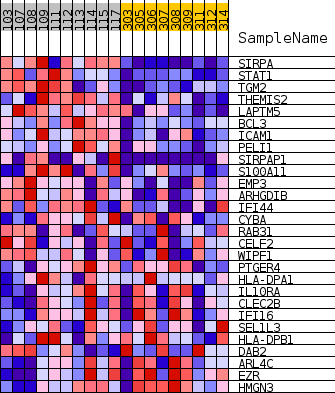 108 107 108 109 111 112 113 114 115 117 303 305 306 307 308 309 311 312 314
SampleName
SIRPA
STAT1
TGM2
THEMIS2
LAPTM5
BCL3
ICAM1
PELI1
SIRPAP1
S100A11
EMP3
ARHGDIB
IFI44
CYBA
RAB31
CELF2
WIPF1
PTGER4
HLA-DPA1
IL10RA
CLEC2B
IFI16
SEL1L3
HLA-DPB1
DAB2
ARL4C
EZR
HMGN3